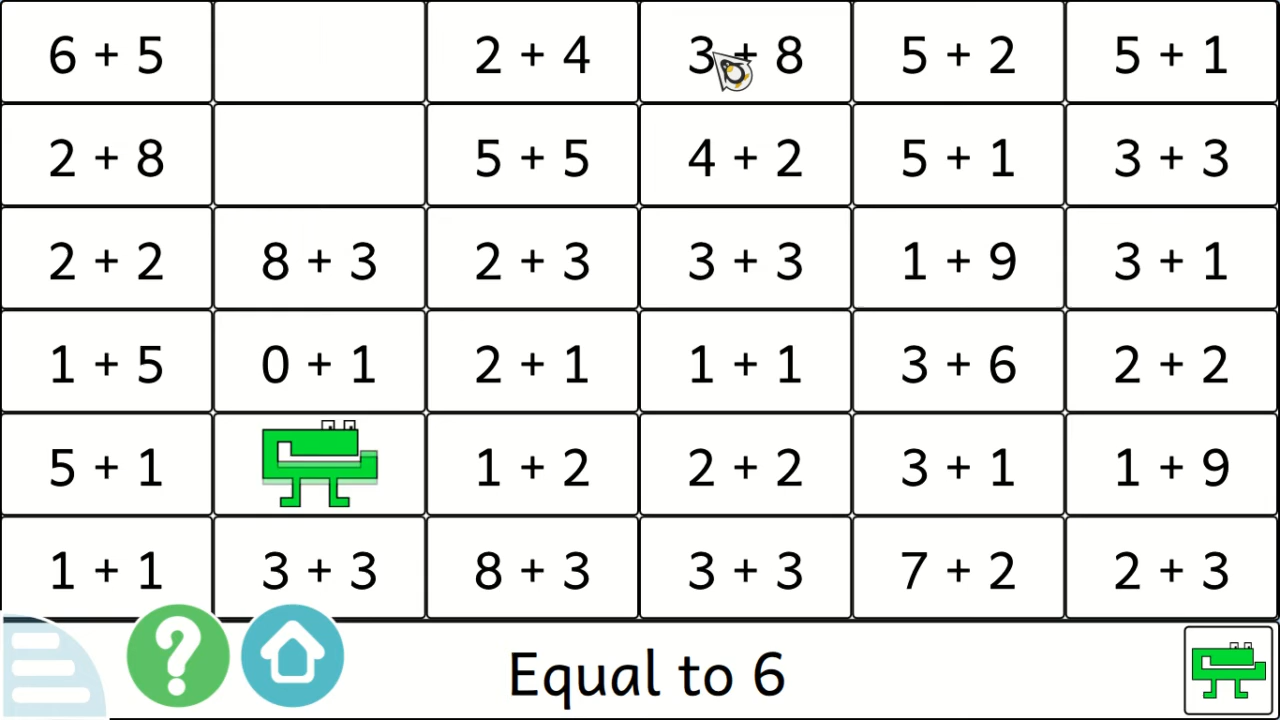 6 + 5 2 + 4 3 + 8 5 + 2 5 + 1
2 + 8 5 + 5 4 + 2 5 + 1 3 + 3
2 + 2 8 + 3 2 + 3 3 + 3 1 + 9 3 + 1
1 + 5 0 + 1 2 + 1 1 + 1 3 + 6 2 + 2
5 + 1 1 + 2 2 + 2 3 + 1 1 + 9
1 + 1 3 + 3 8 + 3 3 + 3 7 + 2 2 + 3
?
Equal to 6